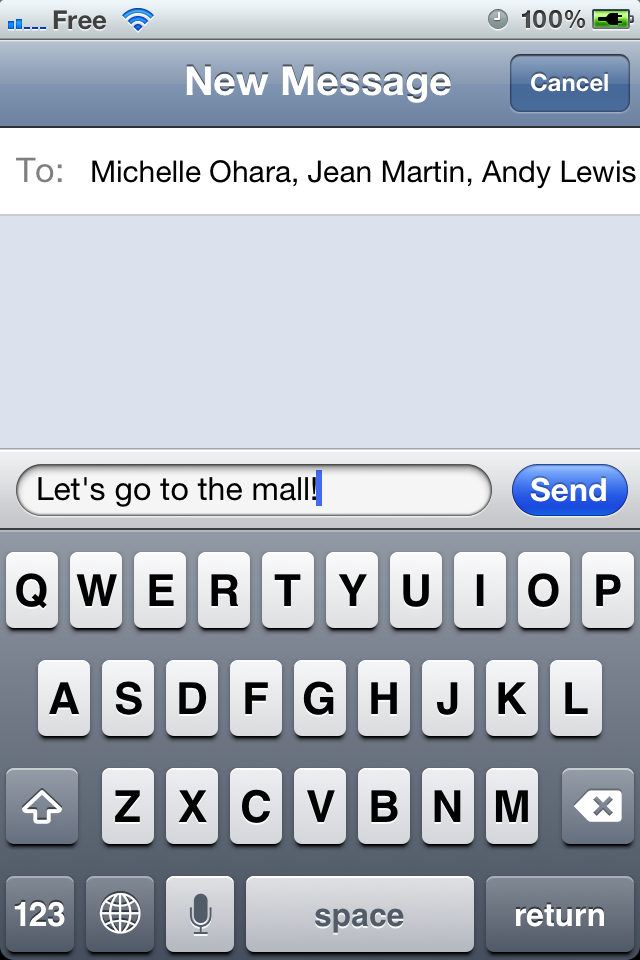 Free 100%
New Message Cancel
To: Michelle Ohara, Jean Martin, Andy Lewis
Let's go to the mall! Send
Q W E R T Y U I O P
A S D F G H J K L
Z X C V B N M
123 space return